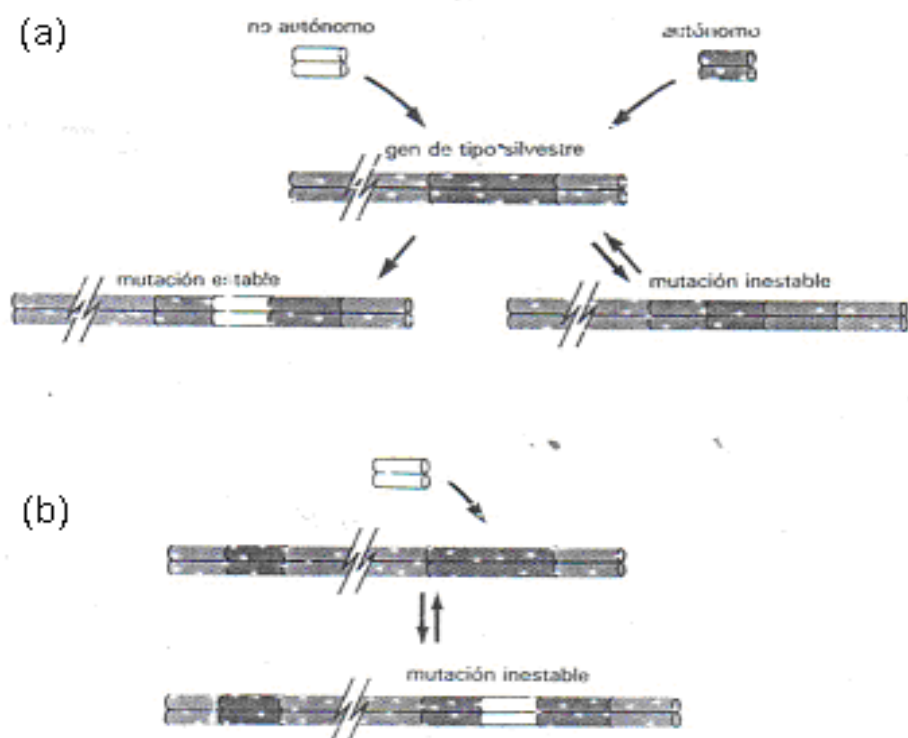 (a)
no autónomo
autónomo
gen de tipo silvestre
mutación estable
mutación inestable
(b)
mutación inestable